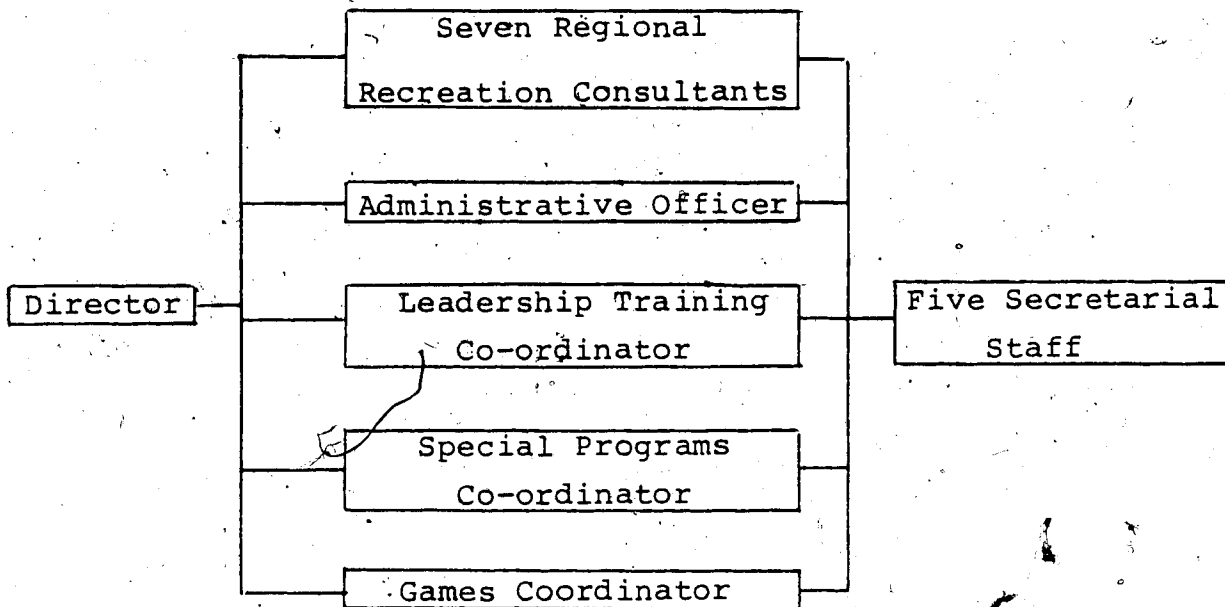 Seven Regional
Recreation Consultants
Administrative Officer
Director
Leadership Training
Co-ordinator
Five Secretarial
Staff
Special Programs
Co-ordinator
Games Coordinator